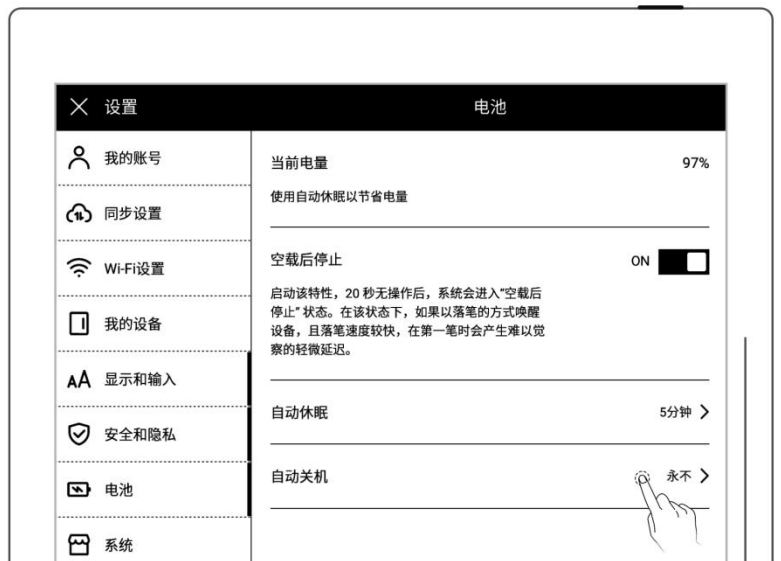 设置
电池
我的账号
同步设置
Wi-Fi设置
我的设备
AA 显示和输入
安全和隐私
电池
系统
当前电量 97%
使用自动休眠以节省电量
空载后停止 ON
启动该特性，20 秒无操作后，系统会进入“空载后
停止” 状态。在该状态下，如果以落笔的方式唤醒
设备，且落笔速度较快，在第一笔时会产生难以觉
察的轻微延迟。
自动休眠 5分钟
自动关机 永不